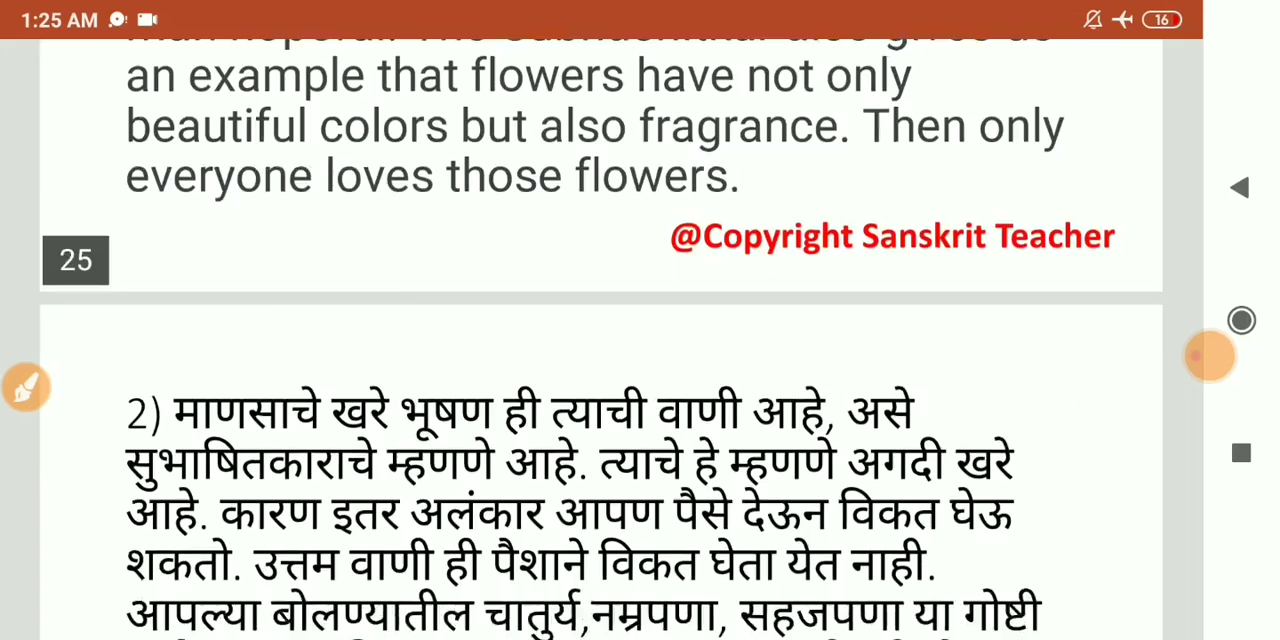 1:25 AM
16
an example that flowers have not only
beautiful colors but also fragrance. Then only
everyone loves those flowers.
@Copyright Sanskrit Teacher
25
2) माणसाचे खरे भूषण ही त्याची वाणी आहे, असे
सुभाषितकाराचे म्हणणे आहे. त्याचे हे म्हणणे अगदी खरे
आहे. कारण इतर अलंकार आपण पैसे देऊन विकत घेऊ
शकतो. उत्तम वाणी ही पैशाने विकत घेता येत नाही.
आपल्या बोलण्यातील चातुर्य,नम्रपणा, सहजपणा या गोष्टी